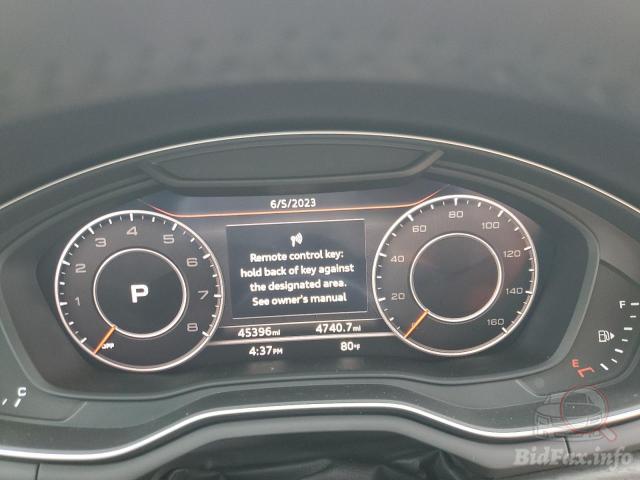 6/5/2023
Remote control key:
hold back of key against
the designated area.
See owner's manual
45396mi
4740.7mi
4:37PM
80°F
P
1
2
3
4
5
6
7
8
OFF
20
40
60
80
100
120
140
160
C
F
E
BidFax.info